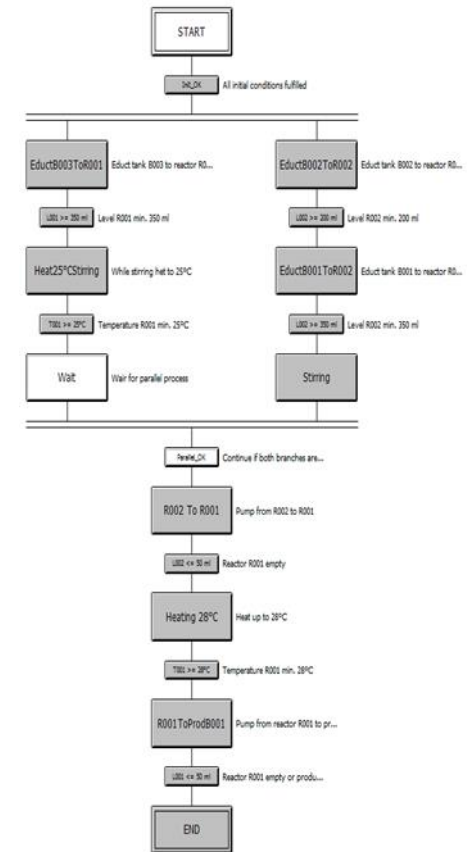 START
Init_OK All initial conditions fulfilled
EductB003ToR001 Educt tank B003 to reactor R0...
EductB002ToR002 Educt tank B002 to reactor R0...
L001 >= 350 ml Level R001 min. 350 ml
L002 >= 200 ml Level R002 min. 200 ml
Heat25°CStirring While stirring het to 25°C
EductB001ToR002 Educt tank B001 to reactor R0...
T001 >= 25°C Temperature R001 min. 25°C
L002 >= 350 ml Level R002 min. 350 ml
Wait Wair for parallel process
Stirring
Parallel_OK Continue if both branches are...
R002 To R001 Pump from R002 to R001
L002 <= 50 ml Reactor R001 empty
Heating 28°C Heat up to 28°C
T001 >= 28°C Temperature R001 min. 28°C
R001ToProdB001 Pump from reactor R001 to pr...
L001 <= 50 ml Reactor R001 empty or produ...
END